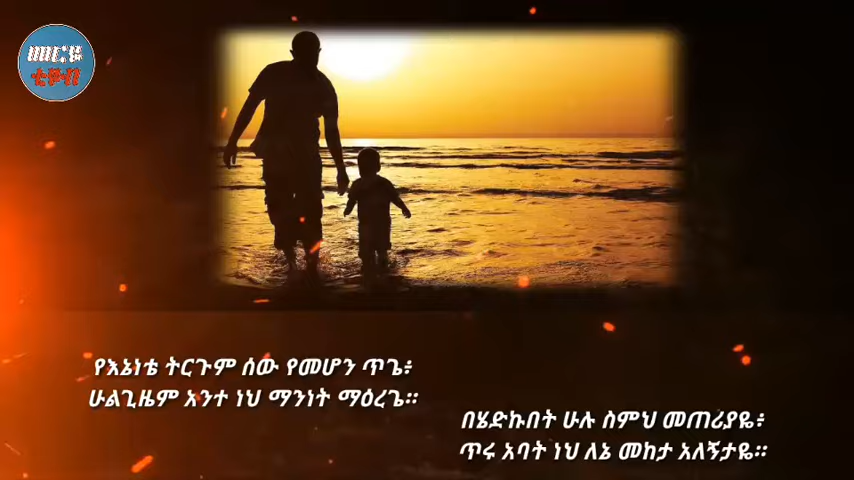 መርዬ
ቲዩብ
የእኔነቴ ትርጉም ሰው የመሆን ጥጌ፥
ሁልጊዜም አንተ ነህ ማንነት ማዕረጌ።
በሄድኩበት ሁሉ ስምህ መጠሪያዬ፥
ጥሩ አባት ነህ ለኔ መከታ አለኝታዬ።